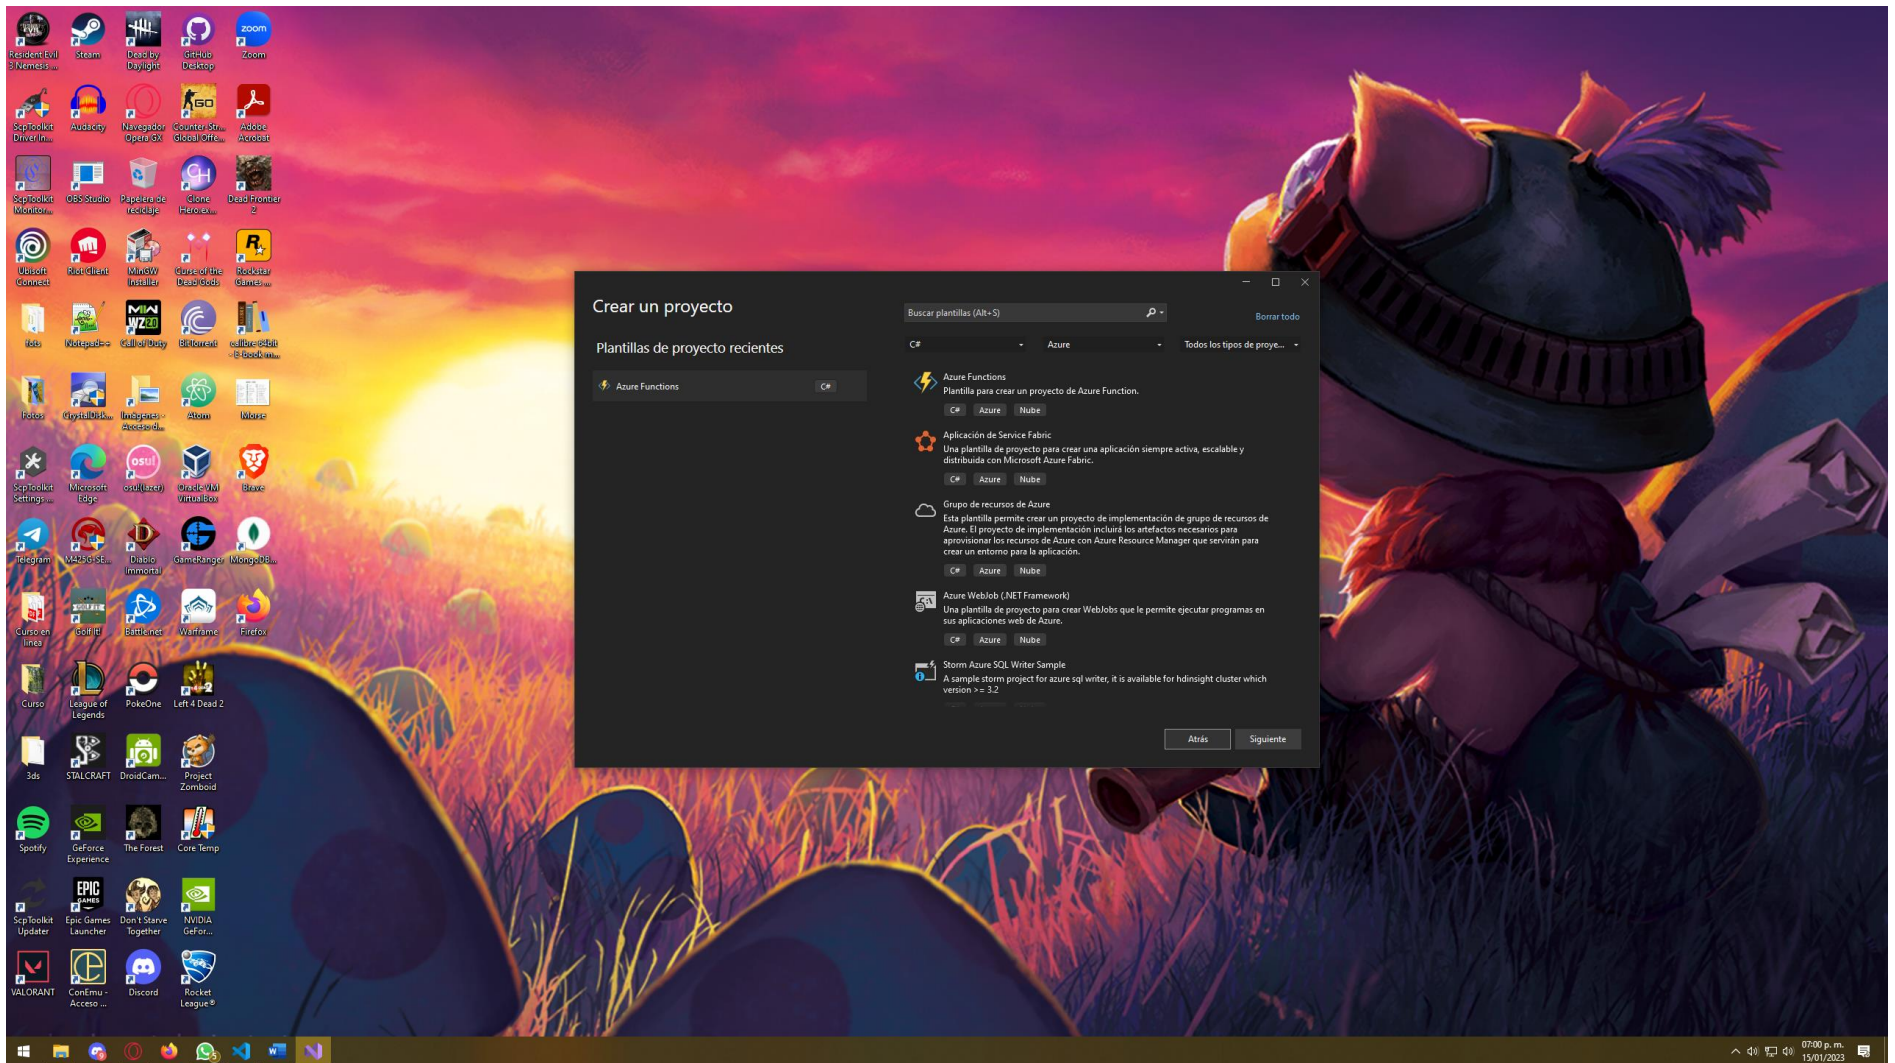 Resident Evil
3 Nemesis ...
Steam
Dead by
Daylight
GitHub
Desktop
zoom
Zoom
ScpToolkit
Driver In...
Audacity
Navegador
Opera GX
GO
Counter-Str...
Global Offe...
Adobe
Acrobat
ScpToolkit
Monitor...
OBS Studio
Papelera de
reciclaje
CH
Clone
Hero.ex...
Dead Frontier
2
Ubisoft
Connect
Riot Client
MinGW
Installer
Curse of the
Dead Gods
R
Rockstar
Games ...
fots
Notepad++
MW
WZ 2.0
Call of Duty
BitTorrent
calibre 64bit
- E-book m...
Fotos
CrystalDisk...
Imágenes -
Acceso d...
Atom
Morse
ScpToolkit
Settings ...
Microsoft
Edge
osu!
osu!(lazer)
Oracle VM
VirtualBox
Brave
Telegram
M425G-SE...
Diablo
Immortal
GameRanger
MongoDB...
Curso en
linea
GOLF IT!
Golf It!
Battle.net
Warframe
Firefox
Curso
League of
Legends
PokeOne
Left 4 Dead 2
3ds
STALCRAFT
DroidCam...
Project
Zomboid
Spotify
GeForce
Experience
The Forest
Core Temp
ScpToolkit
Updater
EPIC
GAMES
Epic Games
Launcher
Don't Starve
Together
NVIDIA
GeFor...
VALORANT
ConEmu -
Acceso ...
Discord
Rocket
League®
Crear un proyecto
Buscar plantillas (Alt+S)
Borrar todo
Plantillas de proyecto recientes
C# Azure Todos los tipos de proye...
Azure Functions C#
Azure Functions
Plantilla para crear un proyecto de Azure Function.
C# Azure Nube
Aplicación de Service Fabric
Una plantilla de proyecto para crear una aplicación siempre activa, escalable y
distribuida con Microsoft Azure Fabric.
C# Azure Nube
Grupo de recursos de Azure
Esta plantilla permite crear un proyecto de implementación de grupo de recursos de
Azure. El proyecto de implementación incluirá los artefactos necesarios para
aprovisionar los recursos de Azure con Azure Resource Manager que servirán para
crear un entorno para la aplicación.
C# Azure Nube
Azure WebJob (.NET Framework)
Una plantilla de proyecto para crear WebJobs que le permite ejecutar programas en
sus aplicaciones web de Azure.
C# Azure Nube
Storm Azure SQL Writer Sample
A sample storm project for azure sql writer, it is available for hdinsight cluster which
version >= 3.2
Atrás Siguiente
07:00 p. m.
15/01/2023